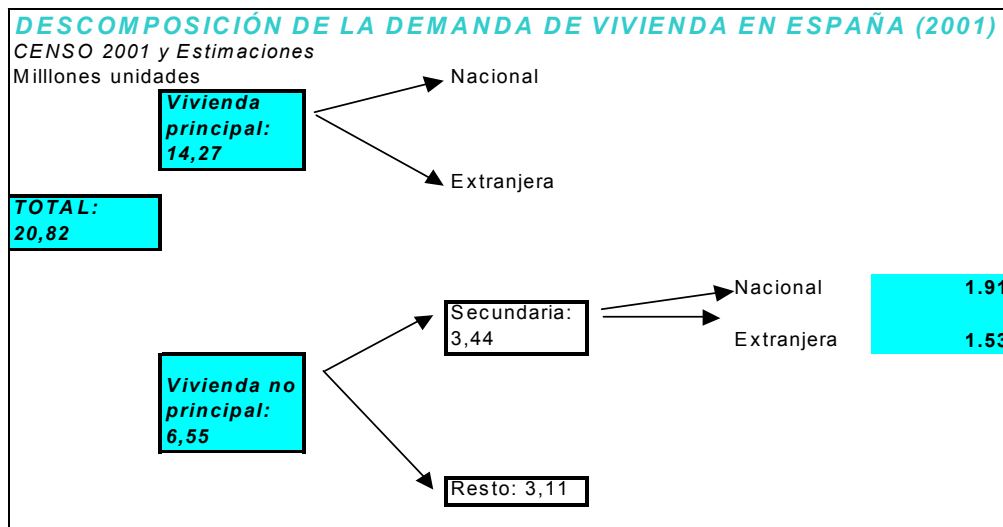 DESCOMPOSICIÓN DE LA DEMANDA DE VIVIENDA EN ESPAÑA (2001)
CENSO 2001 y Estimaciones
Milllones unidades
Nacional
Vivienda
principal:
14,27
Extranjera
TOTAL:
20,82
Nacional 1.91
Secundaria:
3,44
Extranjera 1.53
Vivienda no
principal:
6,55
Resto: 3,11